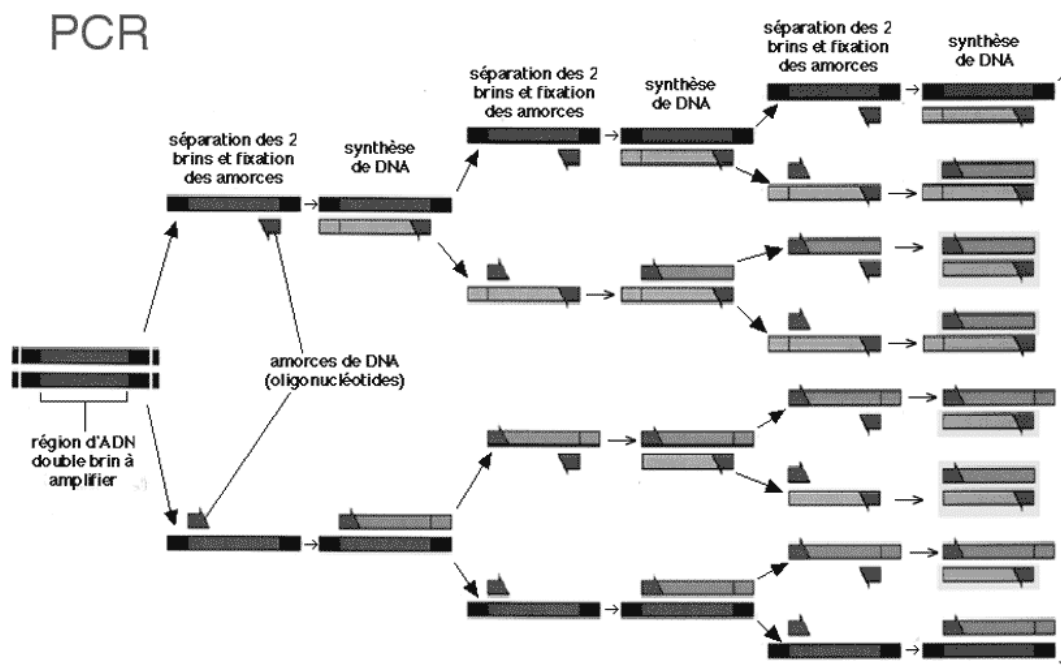 PCR
séparation des 2
brins et fixation
des amorces
synthèse
de DNA
séparation des 2
brins et fixation
des amorces
synthèse
de DNA
séparation des 2
brins et fixation
des amorces
synthèse
de DNA
amorces de DNA
(oligonucléotides)
région d'ADN
double brin à
amplifier